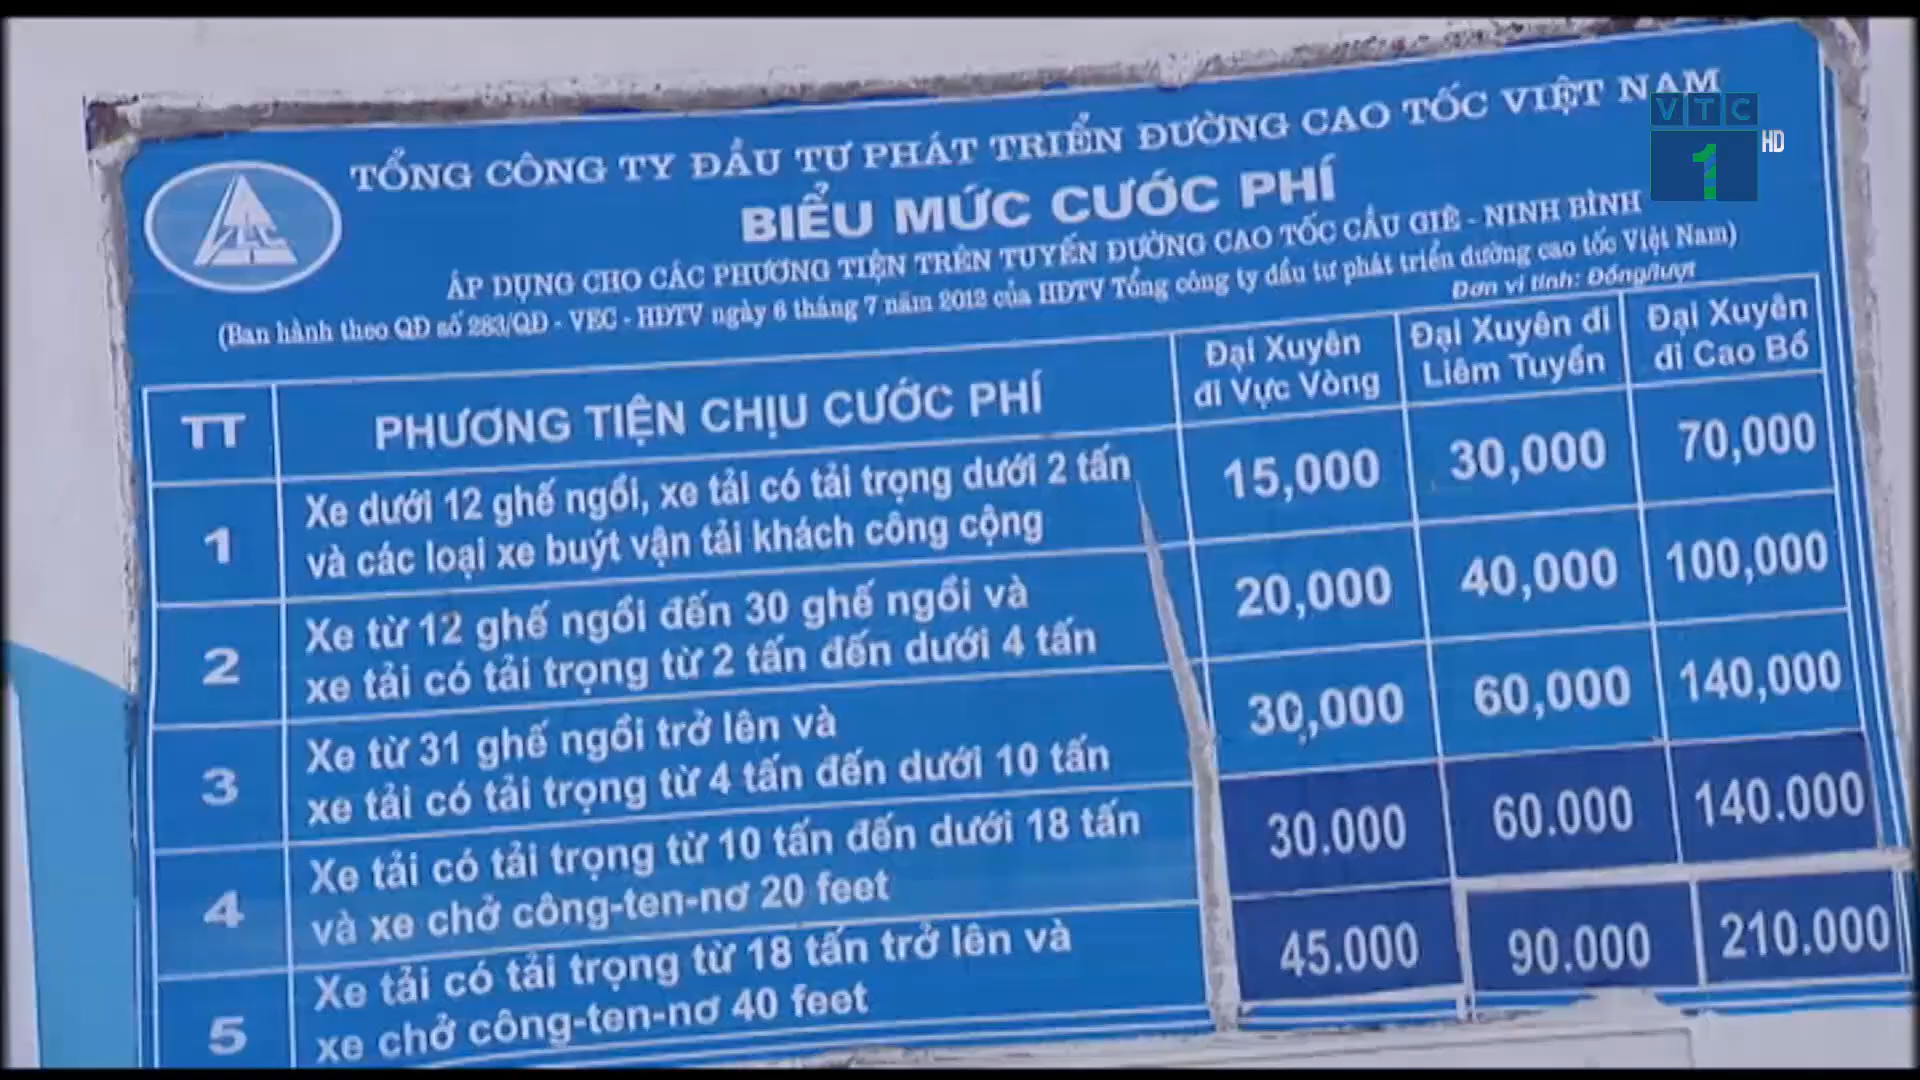 TỔNG CÔNG TY ĐẦU TƯ PHÁT TRIỂN ĐƯỜNG CAO TỐC VIỆT NAM
VTC
1 HD
BIỂU MỨC CƯỚC PHÍ
ÁP DỤNG CHO CÁC PHƯƠNG TIỆN TRÊN TUYẾN ĐƯỜNG CAO TỐC CẦU GIẼ - NINH BÌNH
(Ban hành theo QĐ số 283/QĐ - VEC - HĐTV ngày 6 tháng 7 năm 2012 của HĐTV Tổng công ty đầu tư phát triển đường cao tốc Việt Nam)
Đơn vị tính: Đồng/lượt
TT
PHƯƠNG TIỆN CHỊU CƯỚC PHÍ
Đại Xuyên
đi Vực Vòng
Đại Xuyên đi
Liêm Tuyền
Đại Xuyên
đi Cao Bồ
1
Xe dưới 12 ghế ngồi, xe tải có tải trọng dưới 2 tấn
và các loại xe buýt vận tải khách công cộng
15,000
30,000
70,000
2
Xe từ 12 ghế ngồi đến 30 ghế ngồi và
xe tải có tải trọng từ 2 tấn đến dưới 4 tấn
20,000
40,000
100,000
3
Xe từ 31 ghế ngồi trở lên và
xe tải có tải trọng từ 4 tấn đến dưới 10 tấn
30,000
60,000
140,000
4
Xe tải có tải trọng từ 10 tấn đến dưới 18 tấn
và xe chở công-ten-nơ 20 feet
30.000
60.000
140.000
5
Xe tải có tải trọng từ 18 tấn trở lên và
xe chở công-ten-nơ 40 feet
45.000
90.000
210.000